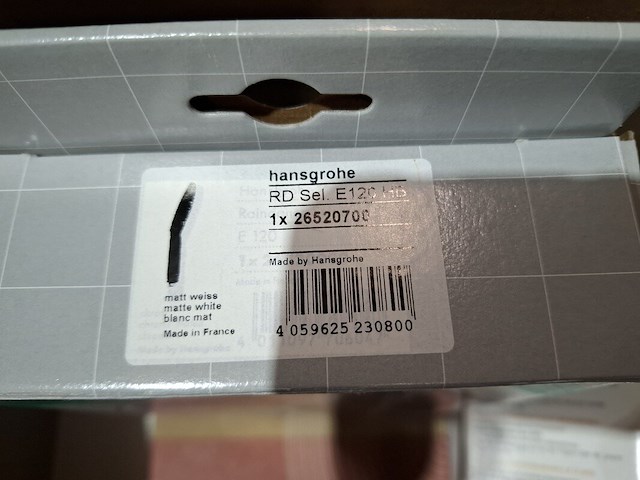 hansgrohe
RD Sel. E120
1x 26520700
Made by Hansgrohe
matt weiss
matte white
blanc mat
Made in France
4 059625 230800